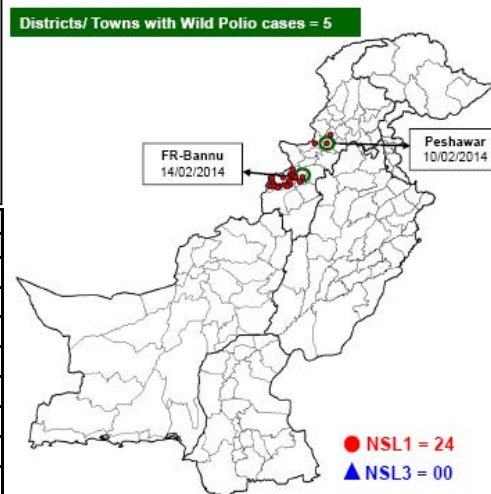 Districts/ Towns with Wild Polio cases = 5
FR-Bannu
14/02/2014
Peshawar
10/02/2014
NSL1 = 24
NSL3 = 00